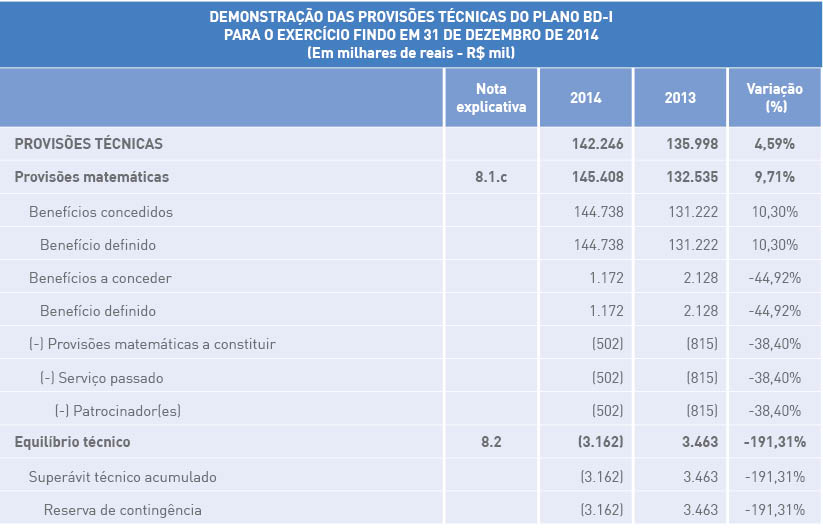 DEMONSTRAÇÃO DAS PROVISÕES TÉCNICAS DO PLANO BD-I
PARA O EXERCÍCIO FINDO EM 31 DE DEZEMBRO DE 2014
(Em milhares de reais - R$ mil)
Nota explicativa 2014 2013 Variação (%)
PROVISÕES TÉCNICAS 142.246 135.998 4,59%
Provisões matemáticas 8.1.c 145.408 132.535 9,71%
Benefícios concedidos 144.738 131.222 10,30%
Benefício definido 144.738 131.222 10,30%
Benefícios a conceder 1.172 2.128 -44,92%
Benefício definido 1.172 2.128 -44,92%
(-) Provisões matemáticas a constituir (502) (815) -38,40%
(-) Serviço passado (502) (815) -38,40%
(-) Patrocinador(es) (502) (815) -38,40%
Equilíbrio técnico 8.2 (3.162) 3.463 -191,31%
Superávit técnico acumulado (3.162) 3.463 -191,31%
Reserva de contingência (3.162) 3.463 -191,31%